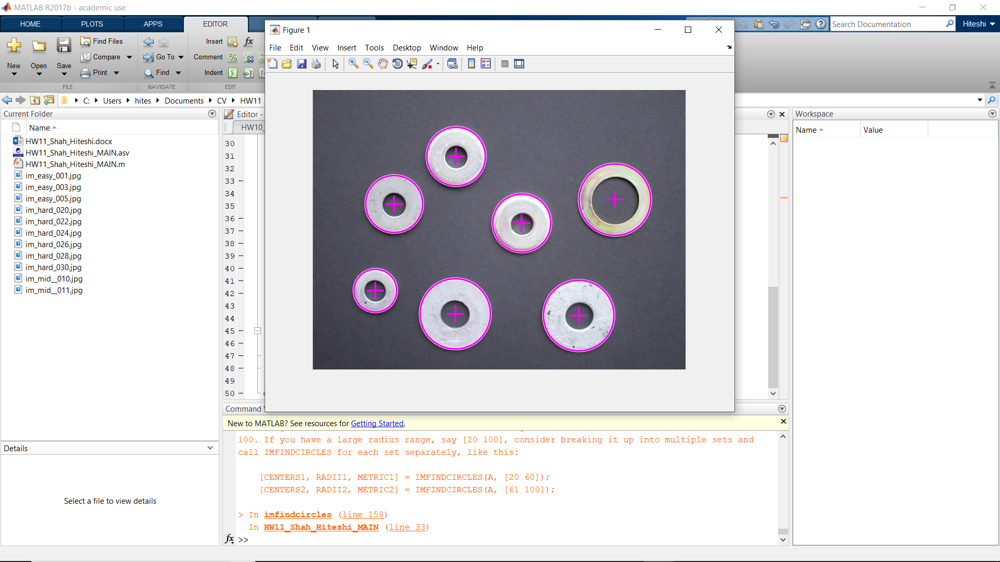 MATLAB R2017b - academic use
HOME PLOTS APPS EDITOR
Search Documentation
Hiteshi
New
Open
Save
Find Files
Compare
Print
FILE
Go To
Find
NAVIGATE
Insert
Comment
Indent
EDIT
C: Users hites Documents CV HW11
Current Folder
Name
HW11_Shah_Hiteshi.docx
HW11_Shah_Hiteshi_MAIN.asv
HW11_Shah_Hiteshi_MAIN.m
im_easy_001.jpg
im_easy_003.jpg
im_easy_005.jpg
im_hard_020.jpg
im_hard_022.jpg
im_hard_024.jpg
im_hard_026.jpg
im_hard_028.jpg
im_hard_030.jpg
im_mid__010.jpg
im_mid__011.jpg
Details
Select a file to view details
Editor -
HW10_
30
31
32
33
34
35
36
37
38
39
40
41
42
43
44
45
46
47
48
49
50
Figure 1
File Edit View Insert Tools Desktop Window Help
Workspace
Name Value
Command
New to MATLAB? See resources for Getting Started.
100. If you have a large radius range, say [20 100], consider breaking it up into multiple sets and
call IMFINDCIRCLES for each set separately, like this:
[CENTERS1, RADII1, METRIC1] = IMFINDCIRCLES(A, [20 60]);
[CENTERS2, RADII2, METRIC2] = IMFINDCIRCLES(A, [61 100]);
> In imfindcircles (line 158)
In HW11_Shah_Hiteshi_MAIN (line 33)
fx >>